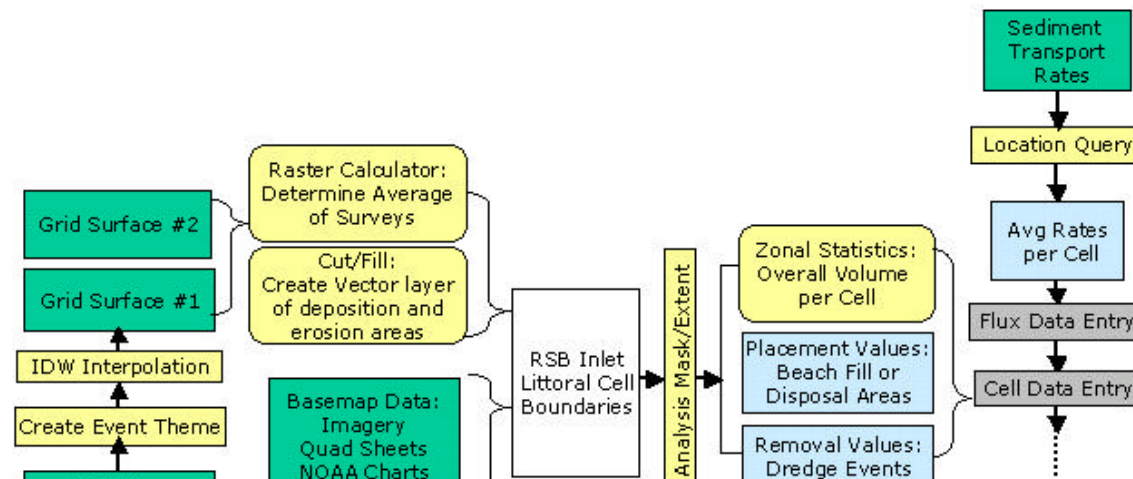 Sediment
Transport
Rates
Location Query
Avg Rates
per Cell
Flux Data Entry
Cell Data Entry
Raster Calculator:
Determine Average
of Surveys
Cut/Fill:
Create Vector layer
of deposition and
erosion areas
Grid Surface #2
Grid Surface #1
IDW Interpolation
Create Event Theme
Basemap Data:
Imagery
Quad Sheets
NOAA Charts
RSB Inlet
Littoral Cell
Boundaries
Analysis Mask/Extent
Zonal Statistics:
Overall Volume
per Cell
Placement Values:
Beach Fill or
Disposal Areas
Removal Values:
Dredge Events